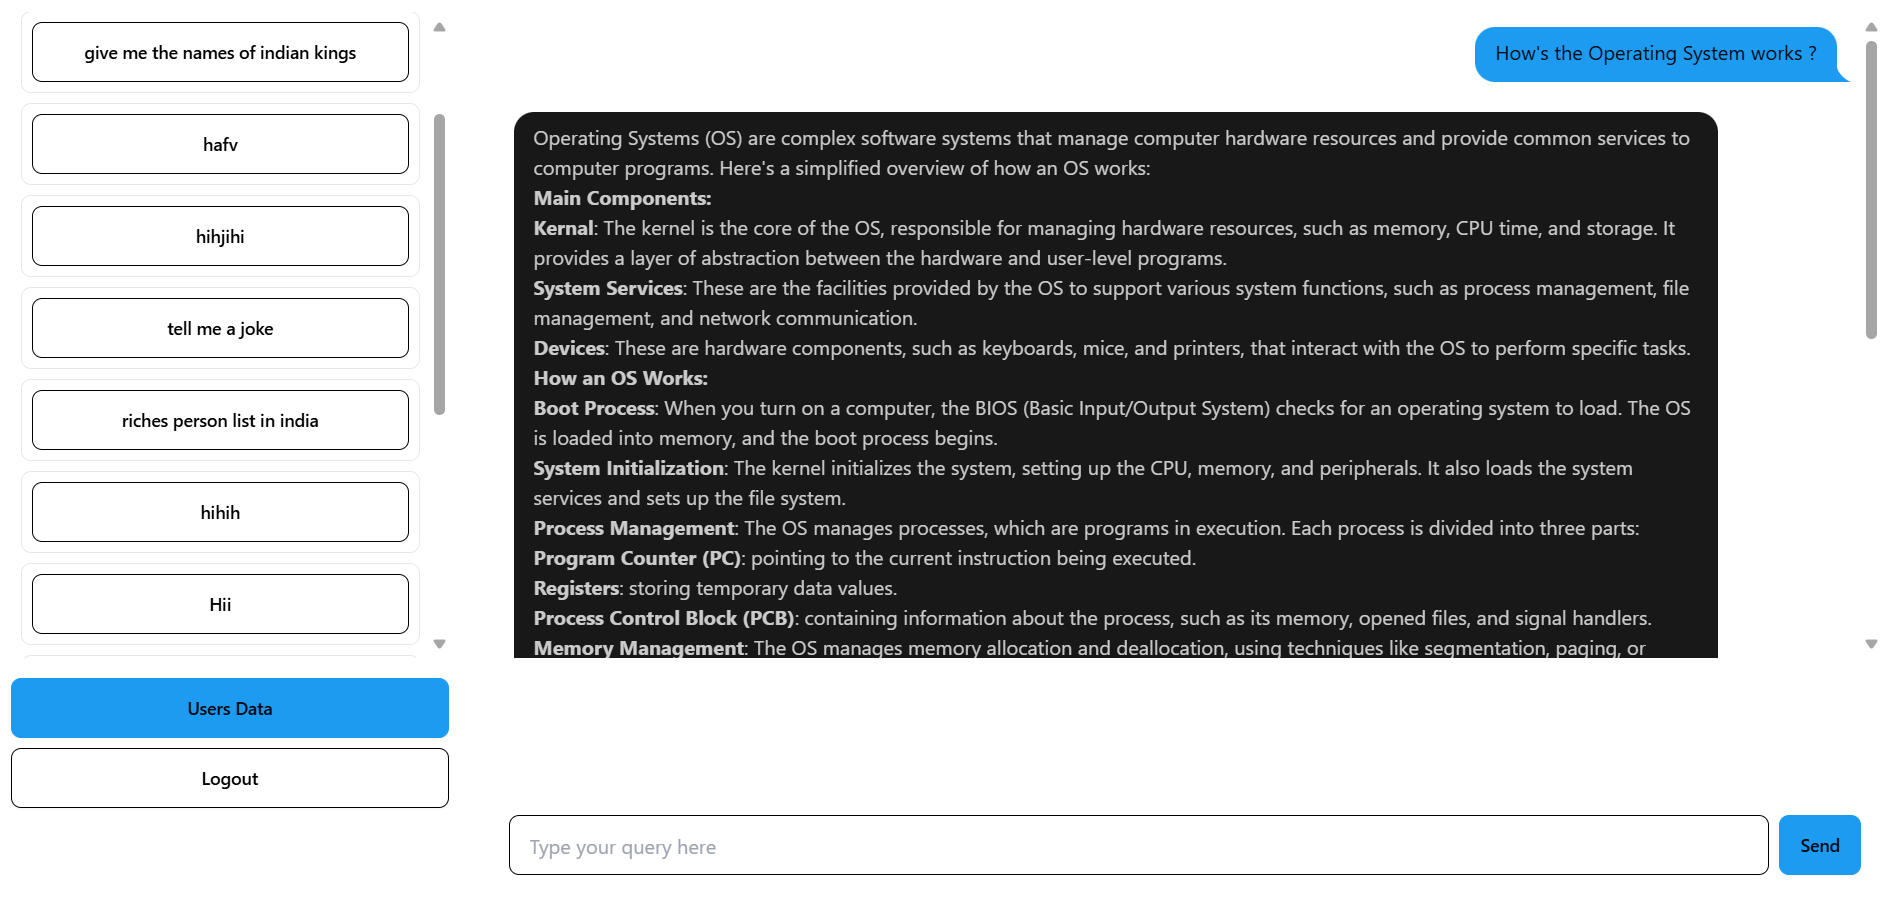 give me the names of indian kings
hafv
hihjihi
tell me a joke
riches person list in india
hihih
Hii
Users Data
Logout
How's the Operating System works ?
Operating Systems (OS) are complex software systems that manage computer hardware resources and provide common services to
computer programs. Here's a simplified overview of how an OS works:
Main Components:
Kernal: The kernel is the core of the OS, responsible for managing hardware resources, such as memory, CPU time, and storage. It
provides a layer of abstraction between the hardware and user-level programs.
System Services: These are the facilities provided by the OS to support various system functions, such as process management, file
management, and network communication.
Devices: These are hardware components, such as keyboards, mice, and printers, that interact with the OS to perform specific tasks.
How an OS Works:
Boot Process: When you turn on a computer, the BIOS (Basic Input/Output System) checks for an operating system to load. The OS
is loaded into memory, and the boot process begins.
System Initialization: The kernel initializes the system, setting up the CPU, memory, and peripherals. It also loads the system
services and sets up the file system.
Process Management: The OS manages processes, which are programs in execution. Each process is divided into three parts:
Program Counter (PC): pointing to the current instruction being executed.
Registers: storing temporary data values.
Process Control Block (PCB): containing information about the process, such as its memory, opened files, and signal handlers.
Memory Management: The OS manages memory allocation and deallocation, using techniques like segmentation, paging, or
Type your query here
Send